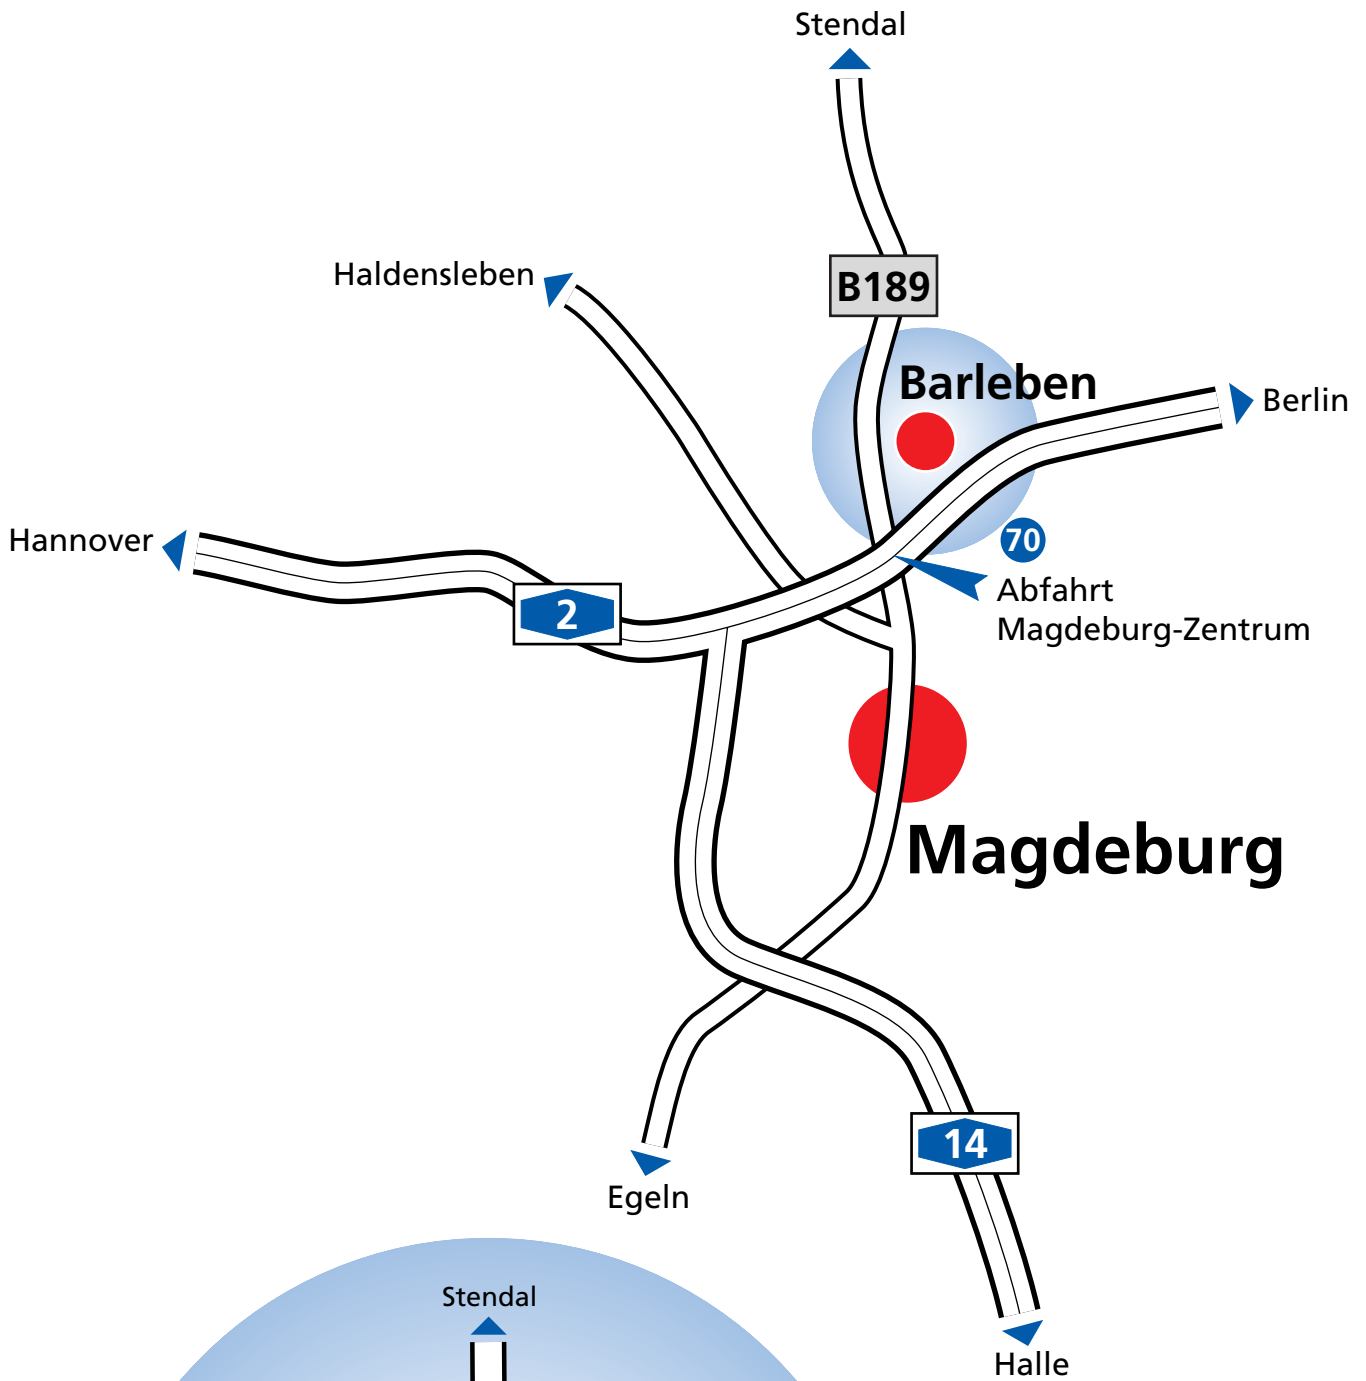 Stendal
Haldensleben
B189
Barleben
Berlin
Hannover
70
Abfahrt
Magdeburg-Zentrum
2
Magdeburg
14
Egeln
Stendal
Halle